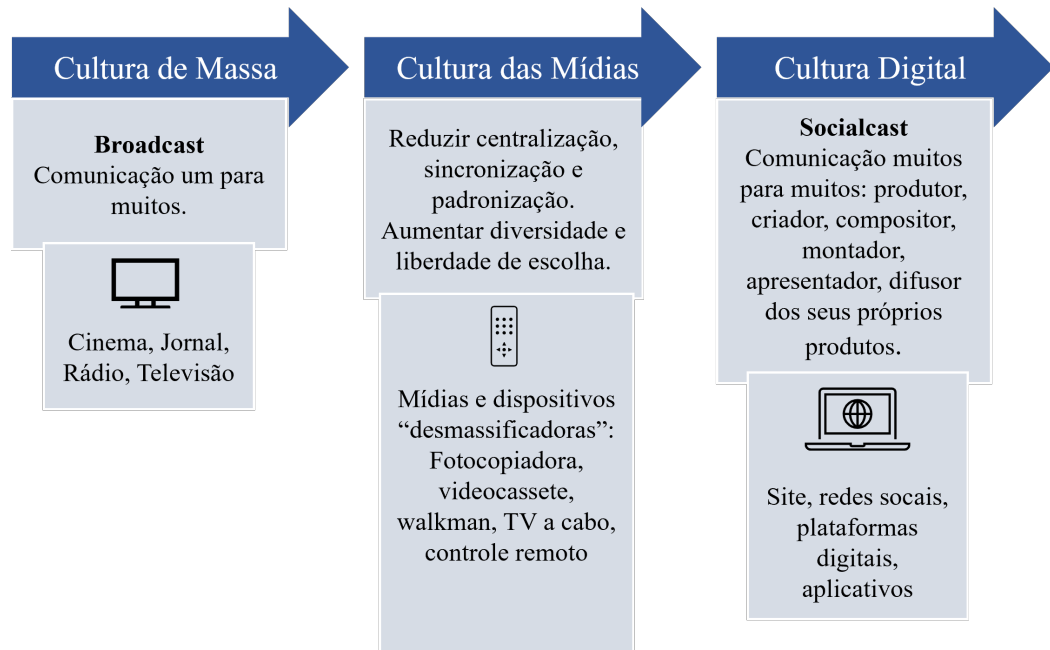 Cultura de Massa
Broadcast
Comunicação um para
muitos.
Cinema, Jornal,
Rádio, Televisão
Cultura das Mídias
Reduzir centralização,
sincronização e
padronização.
Aumentar diversidade e
liberdade de escolha.
Mídias e dispositivos
“desmassificadoras”:
Fotocopiadora,
videocassete,
walkman, TV a cabo,
controle remoto
Cultura Digital
Socialcast
Comunicação muitos
para muitos: produtor,
criador, compositor,
montador,
apresentador, difusor
dos seus próprios
produtos.
Site, redes socais,
plataformas
digitais,
aplicativos